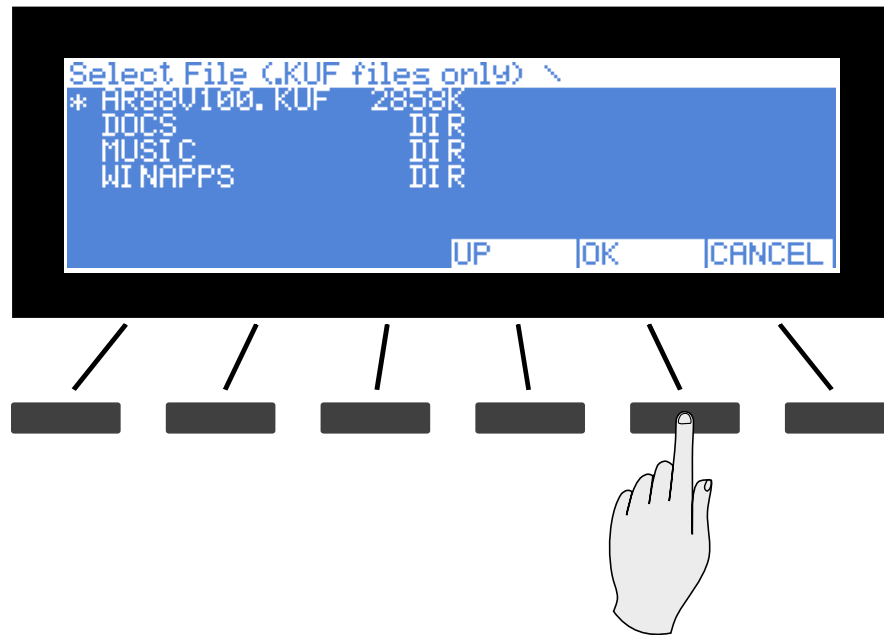 Select File (.KUF files only) \
* AR88V100.KUF 2858K
DOCS DIR
MUSIC DIR
WINAPPS DIR
UP OK CANCEL